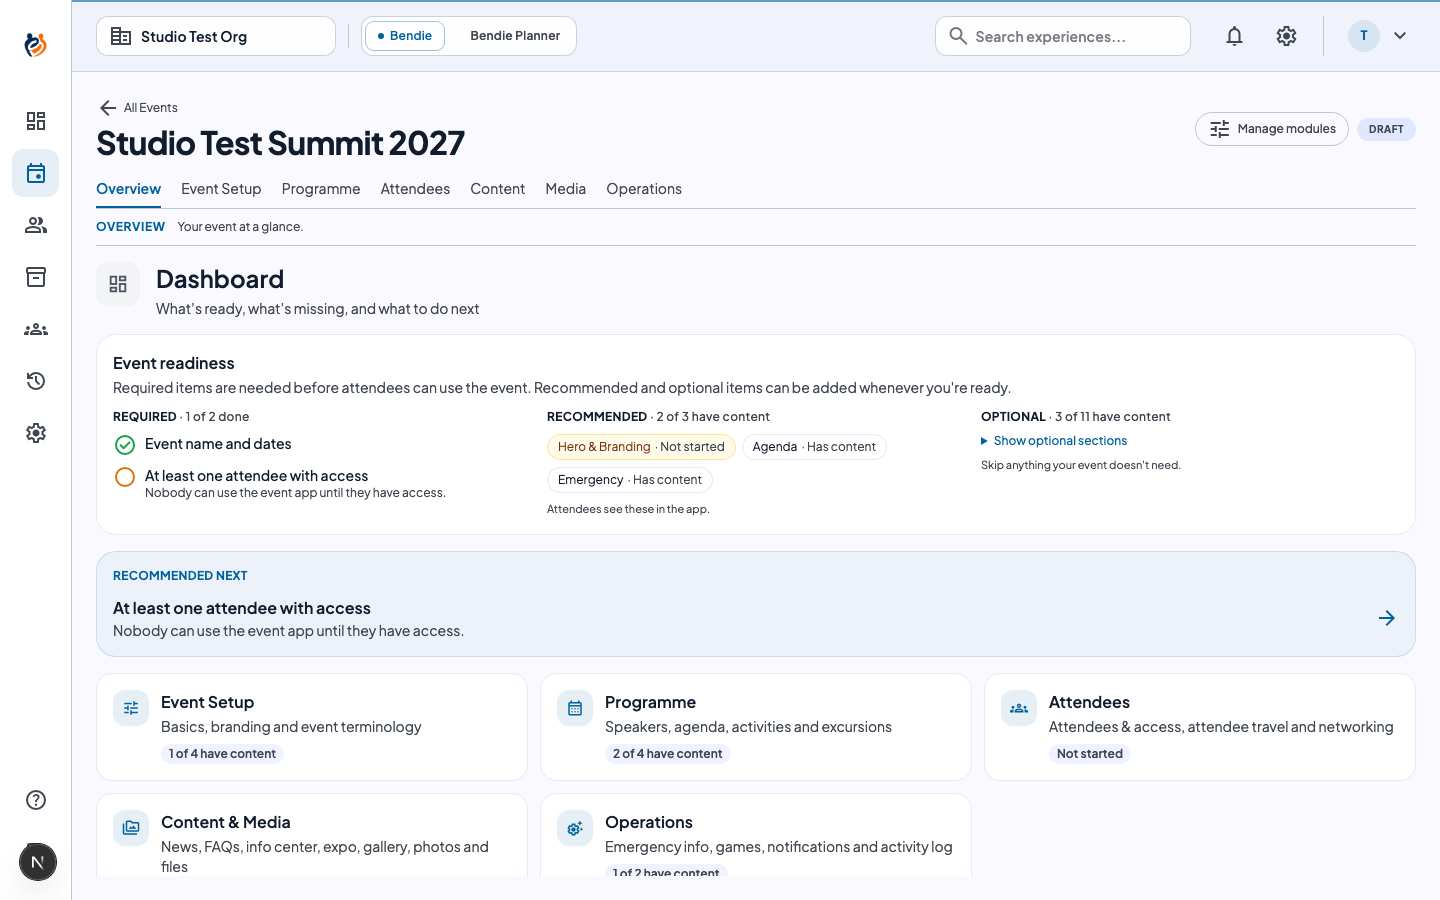 Studio Test Org
Bendie
Bendie Planner
Search experiences...
T
All Events
Studio Test Summit 2027
Manage modules
DRAFT
Overview
Event Setup
Programme
Attendees
Content
Media
Operations
OVERVIEW Your event at a glance.
Dashboard
What's ready, what's missing, and what to do next
Event readiness
Required items are needed before attendees can use the event. Recommended and optional items can be added whenever you're ready.
REQUIRED · 1 of 2 done
Event name and dates
At least one attendee with access
Nobody can use the event app until they have access.
RECOMMENDED · 2 of 3 have content
Hero & Branding · Not started
Agenda · Has content
Emergency · Has content
Attendees see these in the app.
OPTIONAL · 3 of 11 have content
Show optional sections
Skip anything your event doesn't need.
RECOMMENDED NEXT
At least one attendee with access
Nobody can use the event app until they have access.
Event Setup
Basics, branding and event terminology
1 of 4 have content
Programme
Speakers, agenda, activities and excursions
2 of 4 have content
Attendees
Attendees & access, attendee travel and networking
Not started
Content & Media
News, FAQs, info center, expo, gallery, photos and
files
Operations
Emergency info, games, notifications and activity log
1 of 2 have content
N